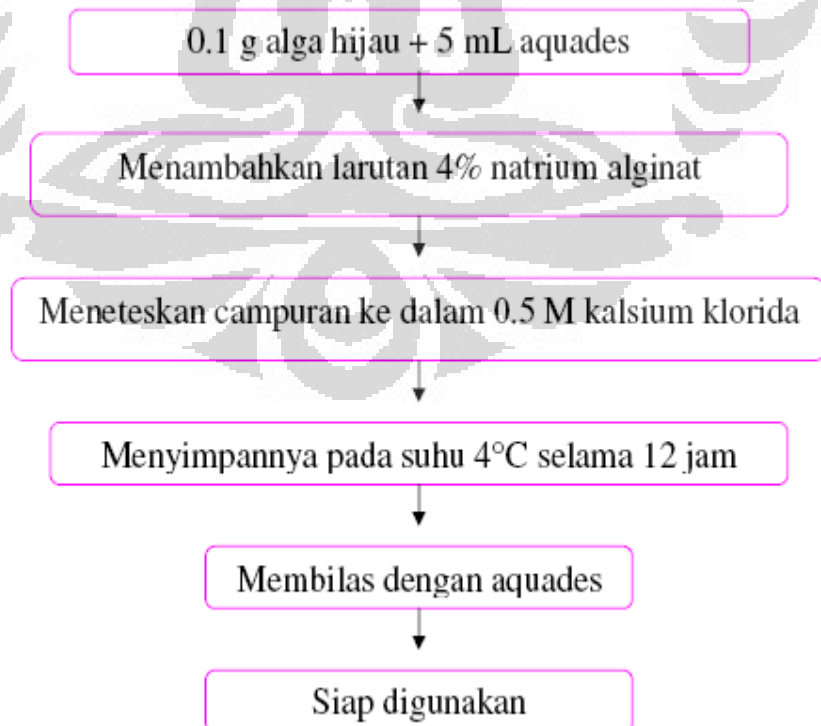 0.1 g alga hijau + 5 mL aquades
Menambahkan larutan 4% natrium alginat
Meneteskan campuran ke dalam 0.5 M kalsium klorida
Menyimpannya pada suhu 4°C selama 12 jam
Membilas dengan aquades
Siap digunakan